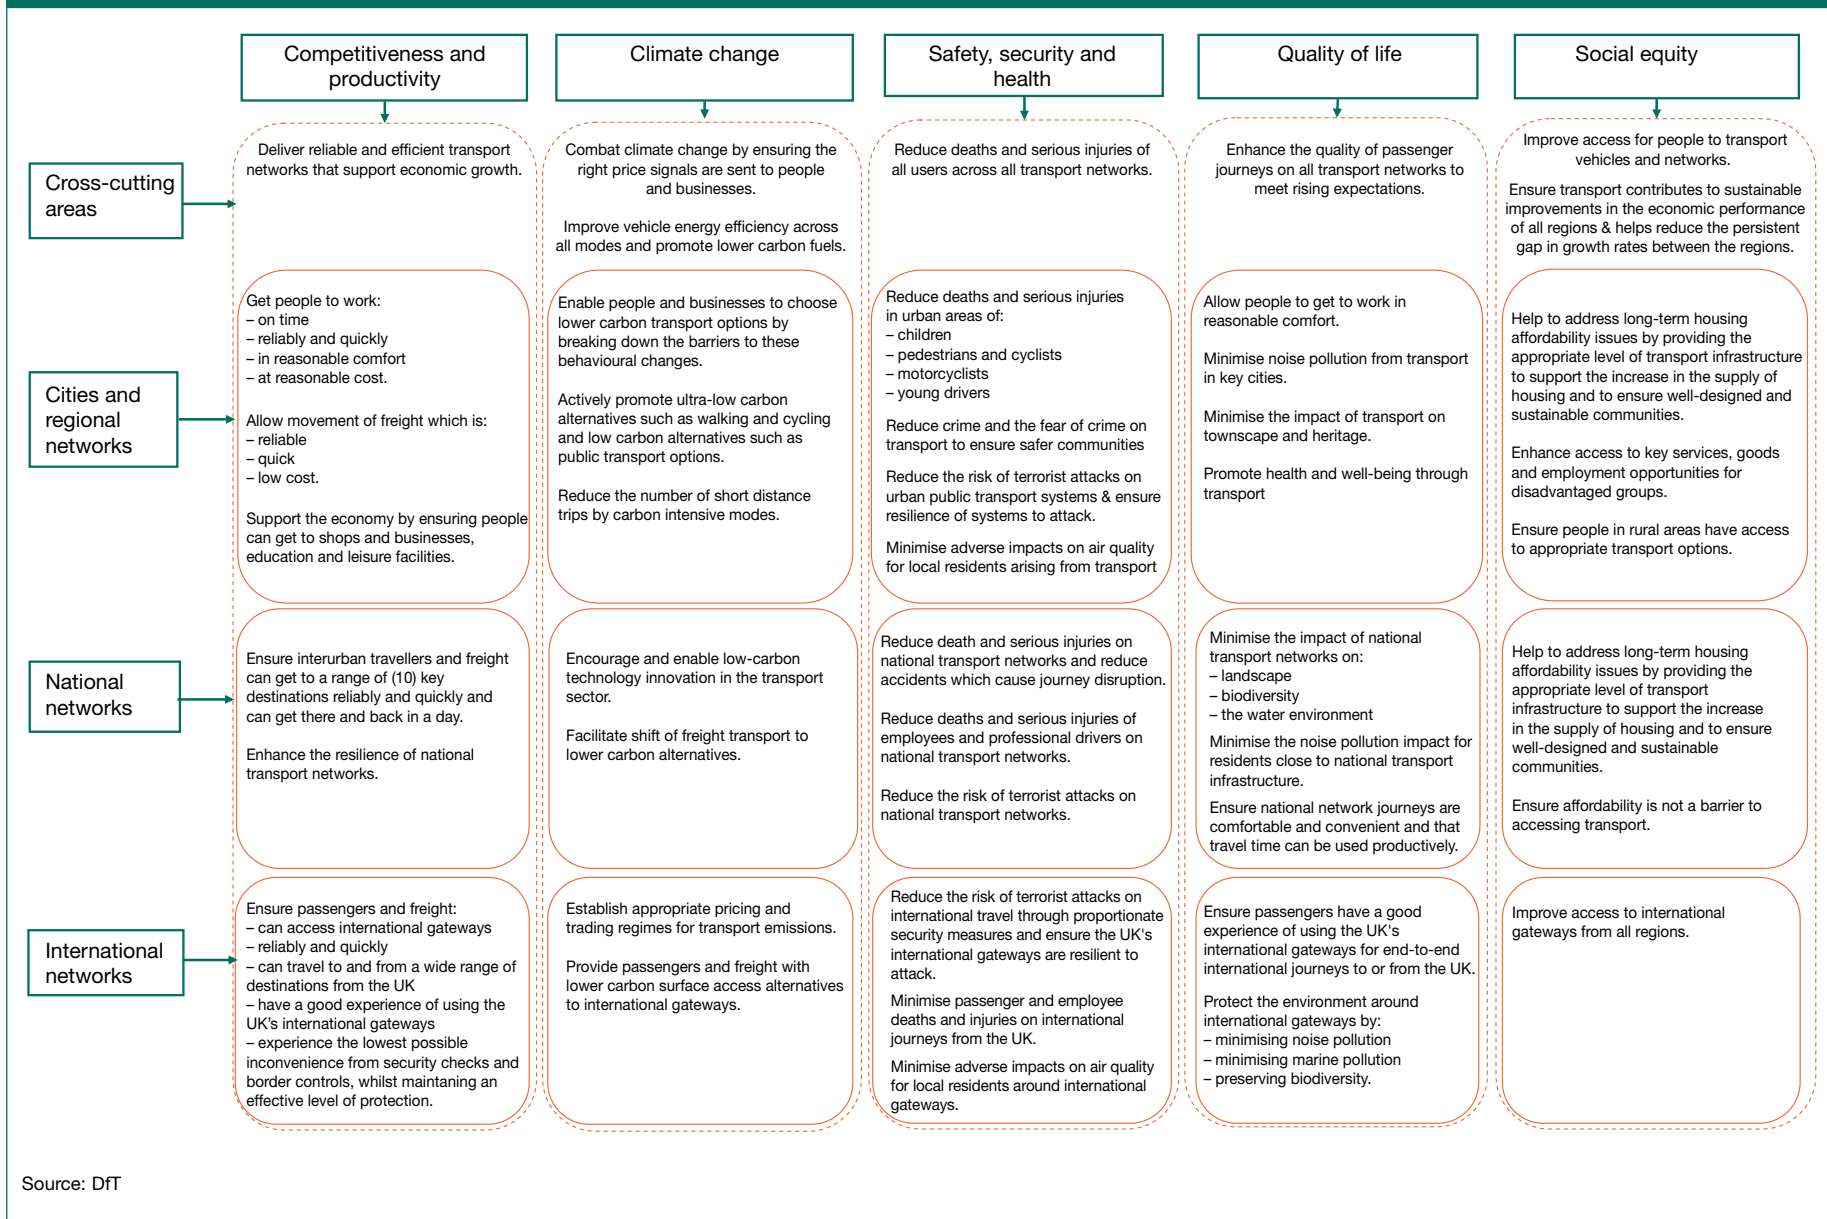 Competitiveness and
productivity
Climate change
Safety, security and
health
Quality of life
Social equity
Cross-cutting
areas
Deliver reliable and efficient transport
networks that support economic growth.
Combat climate change by ensuring the
right price signals are sent to people
and businesses.
Improve vehicle energy efficiency across
all modes and promote lower carbon fuels.
Reduce deaths and serious injuries of
all users across all transport networks.
Enhance the quality of passenger
journeys on all transport networks to
meet rising expectations.
Improve access for people to transport
vehicles and networks.
Ensure transport contributes to sustainable
improvements in the economic performance
of all regions & helps reduce the persistent
gap in growth rates between the regions.
Cities and
regional
networks
Get people to work:
– on time
– reliably and quickly
– in reasonable comfort
– at reasonable cost.
Allow movement of freight which is:
– reliable
– quick
– low cost.
Support the economy by ensuring people
can get to shops and businesses,
education and leisure facilities.
Enable people and businesses to choose
lower carbon transport options by
breaking down the barriers to these
behavioural changes.
Actively promote ultra-low carbon
alternatives such as walking and cycling
and low carbon alternatives such as
public transport options.
Reduce the number of short distance
trips by carbon intensive modes.
Reduce deaths and serious injuries
in urban areas of:
– children
– pedestrians and cyclists
– motorcyclists
– young drivers
Reduce crime and the fear of crime on
transport to ensure safer communities
Reduce the risk of terrorist attacks on
urban public transport systems & ensure
resilience of systems to attack.
Minimise adverse impacts on air quality
for local residents arising from transport
Allow people to get to work in
reasonable comfort.
Minimise noise pollution from transport
in key cities.
Minimise the impact of transport on
townscape and heritage.
Promote health and well-being through
transport
Help to address long-term housing
affordability issues by providing the
appropriate level of transport infrastructure
to support the increase in the supply of
housing and to ensure well-designed and
sustainable communities.
Enhance access to key services, goods
and employment opportunities for
disadvantaged groups.
Ensure people in rural areas have access
to appropriate transport options.
National
networks
Ensure interurban travellers and freight
can get to a range of (10) key
destinations reliably and quickly and
can get there and back in a day.
Enhance the resilience of national
transport networks.
Encourage and enable low-carbon
technology innovation in the transport
sector.
Facilitate shift of freight transport to
lower carbon alternatives.
Reduce death and serious injuries on
national transport networks and reduce
accidents which cause journey disruption.
Reduce deaths and serious injuries of
employees and professional drivers on
national transport networks.
Reduce the risk of terrorist attacks on
national transport networks.
Minimise the impact of national
transport networks on:
– landscape
– biodiversity
– the water environment
Minimise the noise pollution impact for
residents close to national transport
infrastructure.
Ensure national network journeys are
comfortable and convenient and that
travel time can be used productively.
Help to address long-term housing
affordability issues by providing the
appropriate level of transport
infrastructure to support the increase
in the supply of housing and to ensure
well-designed and sustainable
communities.
Ensure affordability is not a barrier to
accessing transport.
International
networks
Ensure passengers and freight:
– can access international gateways
– reliably and quickly
– can travel to and from a wide range of
destinations from the UK
– have a good experience of using the
UK's international gateways
– experience the lowest possible
inconvenience from security checks and
border controls, whilst maintaning an
effective level of protection.
Establish appropriate pricing and
trading regimes for transport emissions.
Provide passengers and freight with
lower carbon surface access alternatives
to international gateways.
Reduce the risk of terrorist attacks on
international travel through proportionate
security measures and ensure the UK's
international gateways are resilient to
attack.
Minimise passenger and employee
deaths and injuries on international
journeys from the UK.
Minimise adverse impacts on air quality
for local residents around international
gateways.
Ensure passengers have a good
experience of using the UK's
international gateways for end-to-end
international journeys to or from the UK.
Protect the environment around
international gateways by:
– minimising noise pollution
– minimising marine pollution
– preserving biodiversity.
Improve access to international
gateways from all regions.
Source: DfT